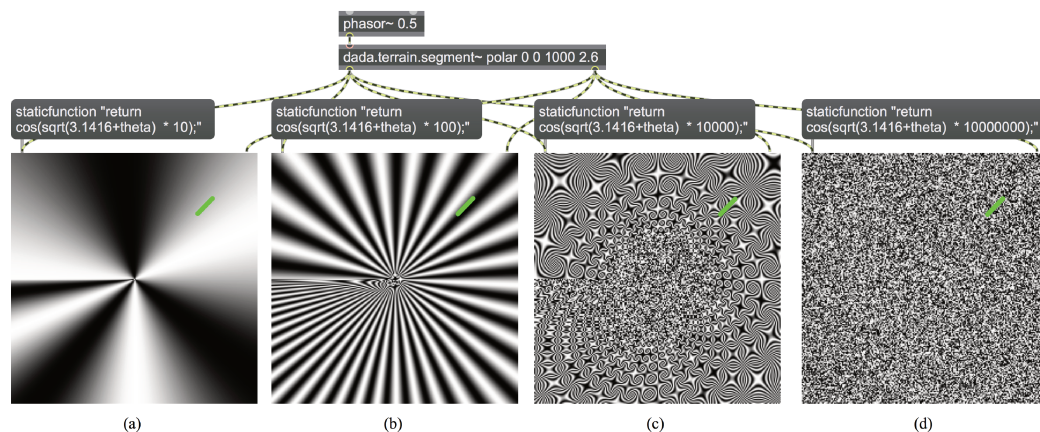 phasor~ 0.5
dada.terrain.segment~ polar 0 0 1000 2.6
staticfunction "return
cos(sqrt(3.1416+theta) * 10);"
staticfunction "return
cos(sqrt(3.1416+theta) * 100);"
staticfunction "return
cos(sqrt(3.1416+theta) * 10000);"
staticfunction "return
cos(sqrt(3.1416+theta) * 10000000);"
(a)
(b)
(c)
(d)